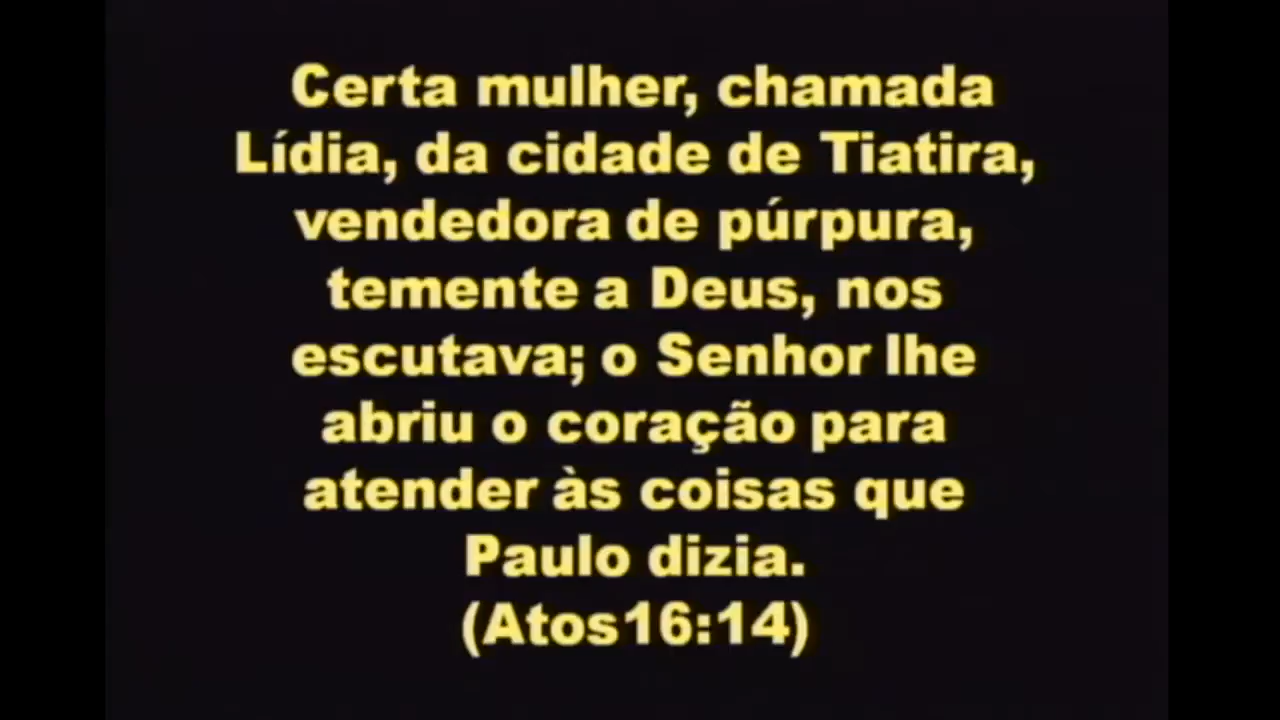 Certa mulher, chamada
Lídia, da cidade de Tiatira,
vendedora de púrpura,
temente a Deus, nos
escutava; o Senhor lhe
abriu o coração para
atender às coisas que
Paulo dizia.
(Atos16:14)